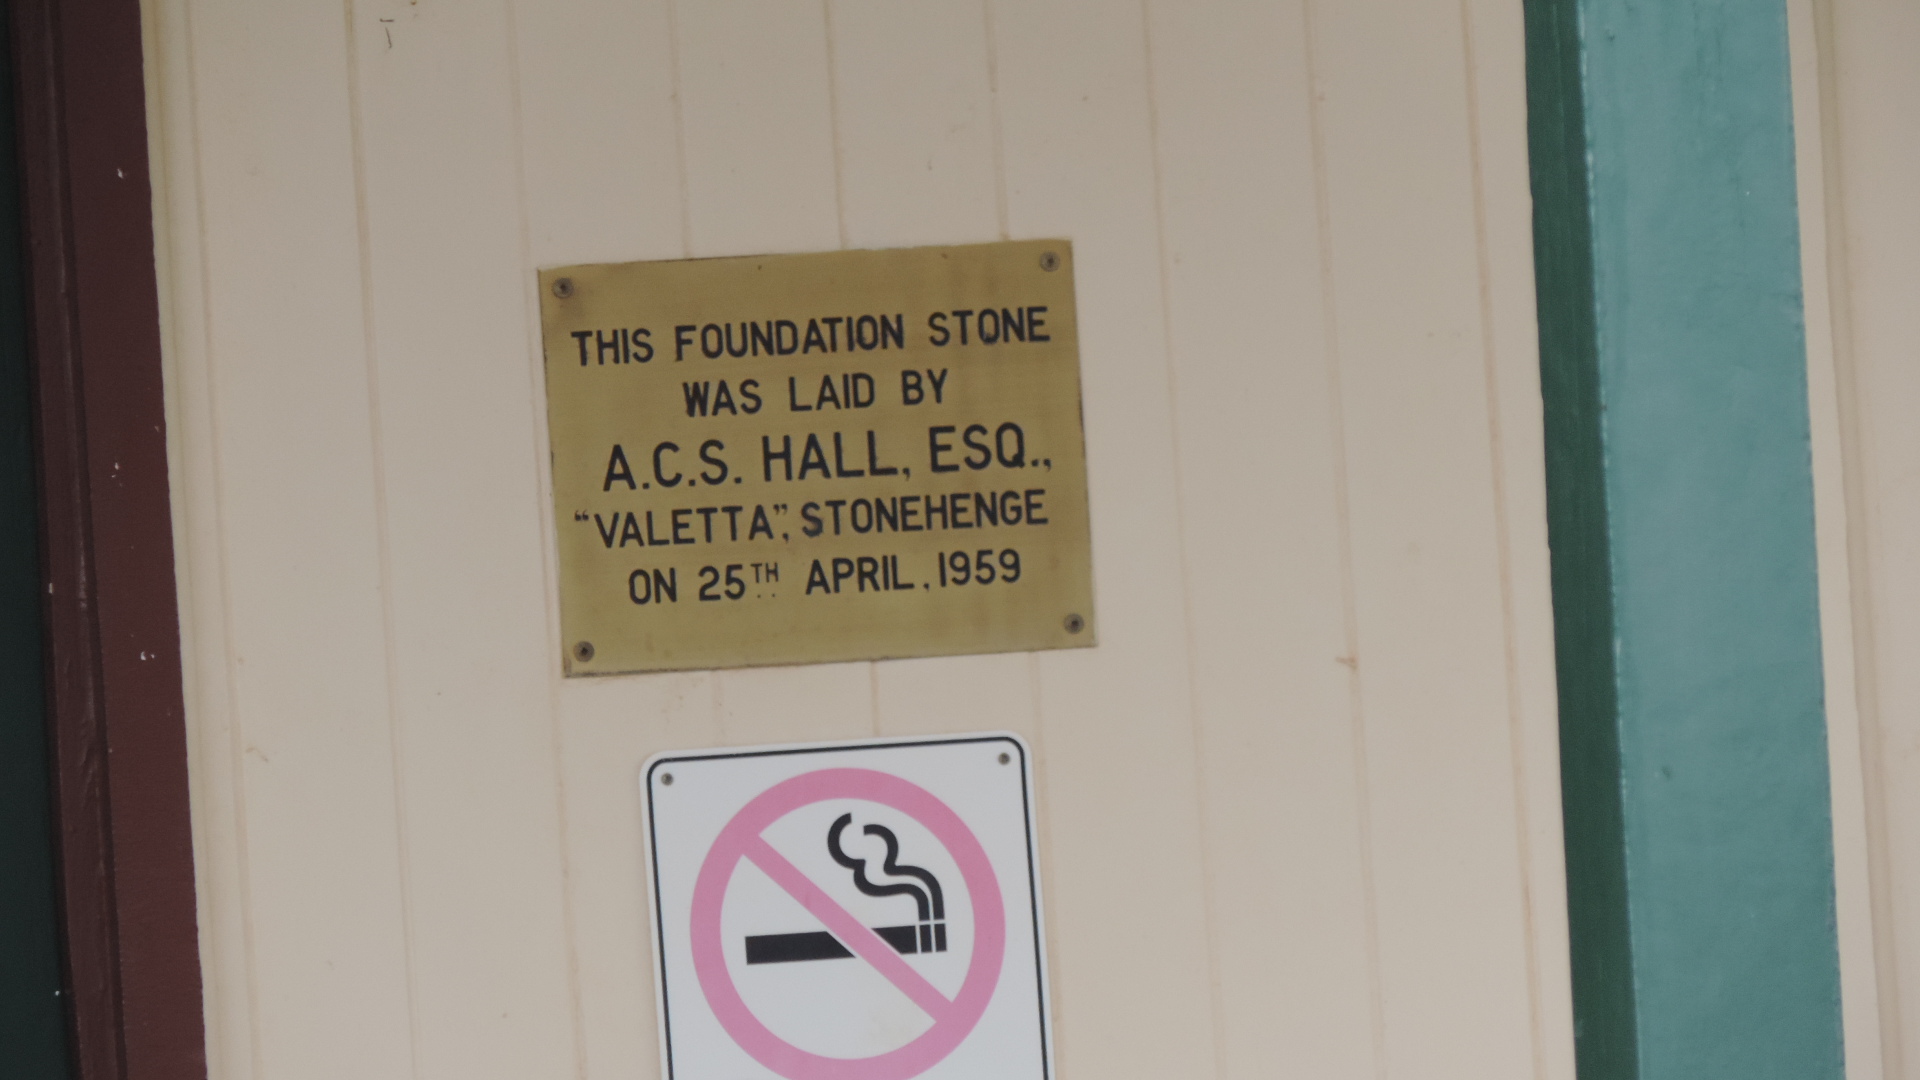 THIS FOUNDATION STONE
WAS LAID BY
A.C.S. HALL, ESQ.,
“VALETTA”, STONEHENGE
ON 25TH APRIL, 1959